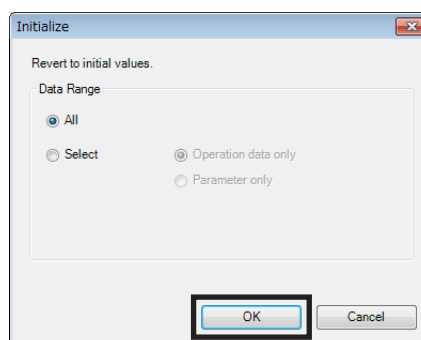 Initialize
Revert to initial values.
Data Range
All
Select
Operation data only
Parameter only
OK
Cancel